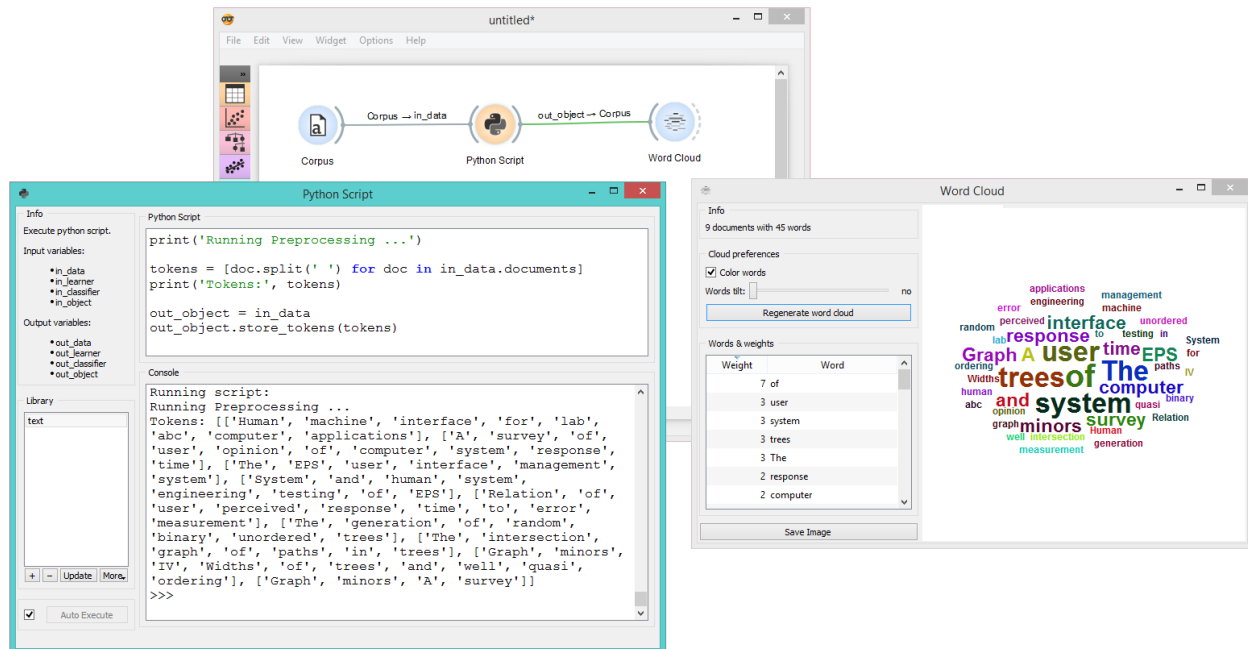 untitled*
File Edit View Widget Options Help
»
Corpus → in_data
out_object → Corpus
Corpus
Python Script
Word Cloud
Python Script
Info
Execute python script.
Input variables:
•in_data
•in_learner
•in_classifier
•in_object
Output variables:
•out_data
•out_learner
•out_classifier
•out_object
Library
text
+ − Update More
Auto Execute
Python Script
print('Running Preprocessing ...')
tokens = [doc.split(' ') for doc in in_data.documents]
print('Tokens:', tokens)
out_object = in_data
out_object.store_tokens(tokens)
Console
Running script:
Running Preprocessing ...
Tokens: [['Human', 'machine', 'interface', 'for', 'lab',
'abc', 'computer', 'applications'], ['A', 'survey', 'of',
'user', 'opinion', 'of', 'computer', 'system', 'response',
'time'], ['The', 'EPS', 'user', 'interface', 'management',
'system'], ['System', 'and', 'human', 'system',
'engineering', 'testing', 'of', 'EPS'], ['Relation', 'of',
'user', 'perceived', 'response', 'time', 'to', 'error',
'measurement'], ['The', 'generation', 'of', 'random',
'binary', 'unordered', 'trees'], ['The', 'intersection',
'graph', 'of', 'paths', 'in', 'trees'], ['Graph', 'minors',
'IV', 'Widths', 'of', 'trees', 'and', 'well', 'quasi',
'ordering'], ['Graph', 'minors', 'A', 'survey']]
>>>
Word Cloud
Info
9 documents with 45 words
Cloud preferences
Color words
Words tilt: no
Regenerate word cloud
Words & weights
Weight Word
7 of
3 user
3 system
3 trees
3 The
2 response
2 computer
Save Image
applications
engineering management
error machine
perceived interface unordered
random response to testing in
lab System
Graph A user time EPS for
ordering trees of The paths IV
Widths computer
human binary
abc and system quasi
opinion survey Relation
graph minors Human
well intersection generation
measurement